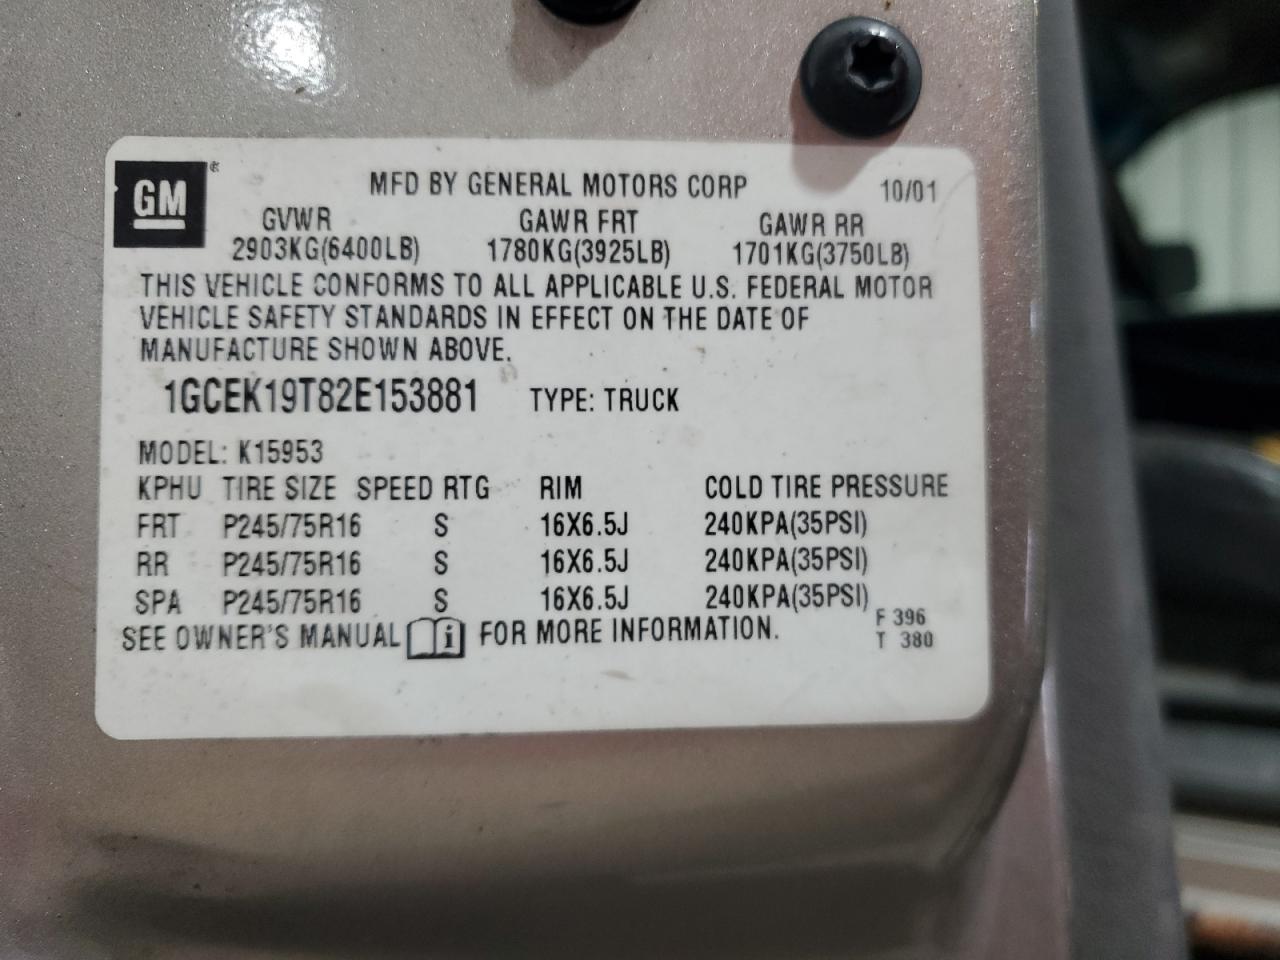 GM ®
MFD BY GENERAL MOTORS CORP 10/01
GVWR GAWR FRT GAWR RR
2903KG(6400LB) 1780KG(3925LB) 1701KG(3750LB)
THIS VEHICLE CONFORMS TO ALL APPLICABLE U.S. FEDERAL MOTOR
VEHICLE SAFETY STANDARDS IN EFFECT ON THE DATE OF
MANUFACTURE SHOWN ABOVE.
1GCEK19T82E153881 TYPE: TRUCK
MODEL: K15953
KPHU TIRE SIZE SPEED RTG RIM COLD TIRE PRESSURE
FRT P245/75R16 S 16X6.5J 240KPA(35PSI)
RR P245/75R16 S 16X6.5J 240KPA(35PSI)
SPA P245/75R16 S 16X6.5J 240KPA(35PSI)
SEE OWNER'S MANUAL i FOR MORE INFORMATION.
F 396
T 380